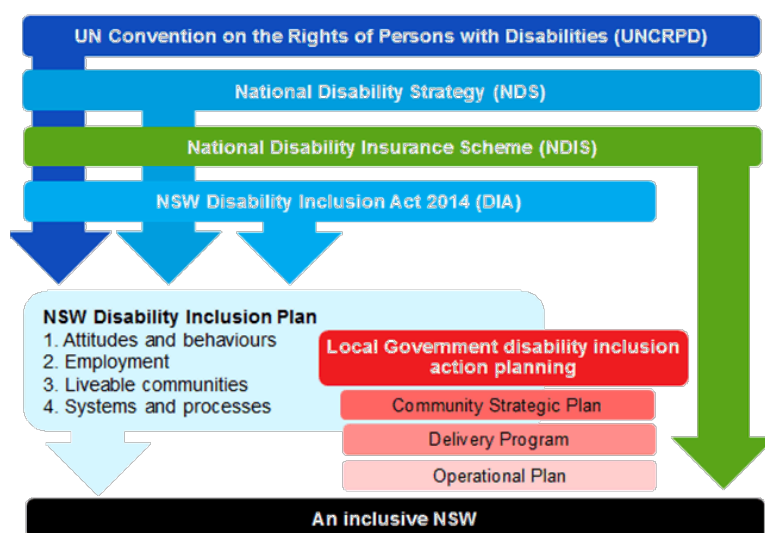 UN Convention on the Rights of Persons with Disabilities (UNCRPD)
National Disability Strategy (NDS)
National Disability Insurance Scheme (NDIS)
NSW Disability Inclusion Act 2014 (DIA)
NSW Disability Inclusion Plan
1. Attitudes and behaviours
2. Employment
3. Liveable communities
4. Systems and processes
Local Government disability inclusion
action planning
Community Strategic Plan
Delivery Program
Operational Plan
An inclusive NSW